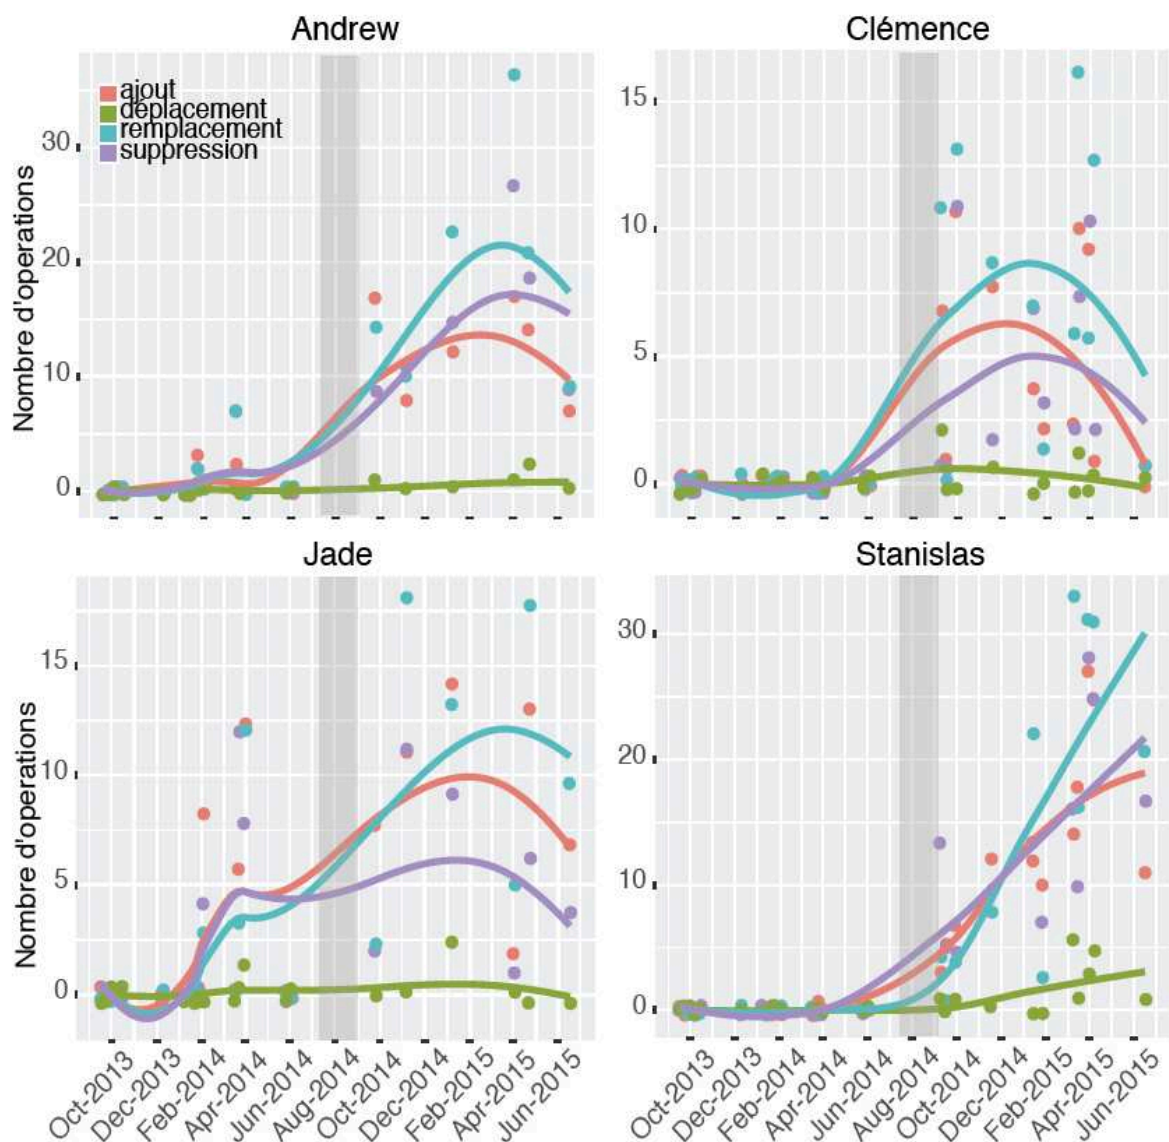 Andrew
Clémence
Nombre d'operations
30
20
10
0
ajout
déplacement
remplacement
suppression
15
10
5
0
Jade
Stanislas
Nombre d'operations
15
10
5
0
30
20
10
0
Oct-2013
Dec-2013
Feb-2014
Apr-2014
Jun-2014
Aug-2014
Oct-2014
Dec-2014
Feb-2015
Apr-2015
Jun-2015
Oct-2013
Dec-2013
Feb-2014
Apr-2014
Jun-2014
Aug-2014
Oct-2014
Dec-2014
Feb-2015
Apr-2015
Jun-2015